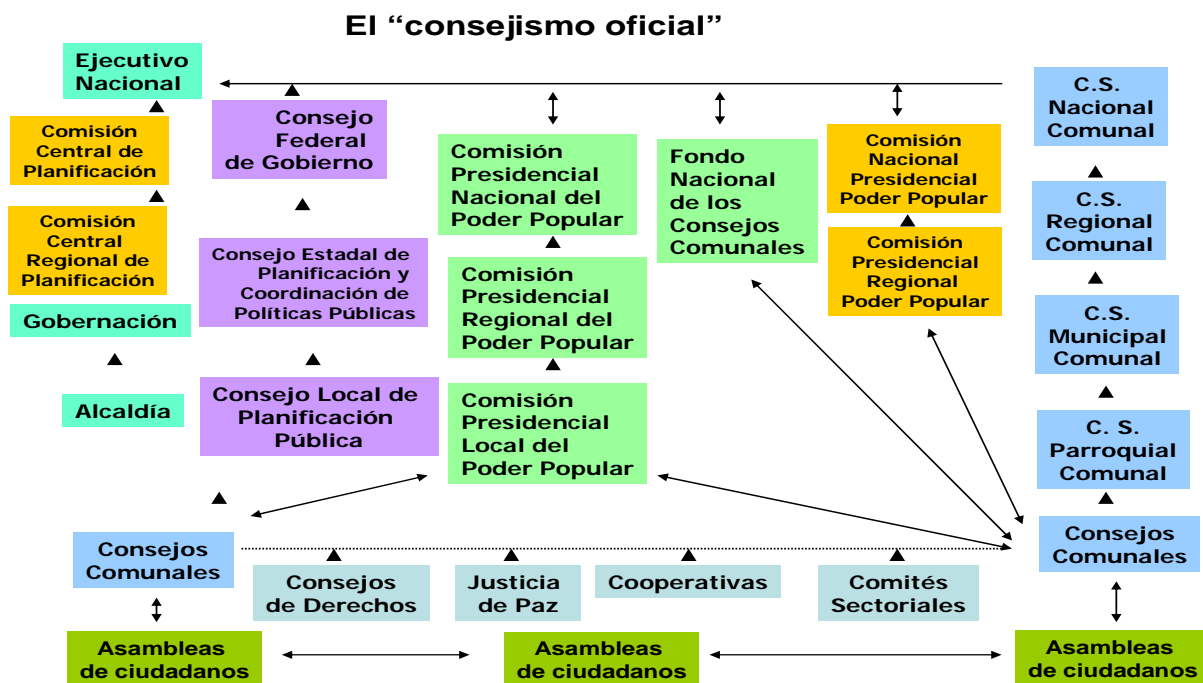 El “consejismo oficial”
Ejecutivo
Nacional
Comisión
Central de
Planificación
Comisión
Central
Regional de
Planificación
Gobernación
Alcaldía
Consejo
Federal
de Gobierno
Consejo Estadal de
Planificación y
Coordinación de
Políticas Públicas
Consejo Local de
Planificación
Pública
Comisión
Presidencial
Nacional del
Poder Popular
Comisión
Presidencial
Regional del
Poder Popular
Comisión
Presidencial
Local del
Poder Popular
Fondo
Nacional
de los
Consejos
Comunales
Comisión
Nacional
Presidencial
Poder Popular
Comisión
Presidencial
Regional
Poder Popular
C.S.
Nacional
Comunal
C.S.
Regional
Comunal
C.S.
Municipal
Comunal
C. S.
Parroquial
Comunal
Consejos
Comunales
Consejos
de Derechos
Justicia
de Paz
Cooperativas
Comités
Sectoriales
Consejos
Comunales
Asambleas
de ciudadanos
Asambleas
de ciudadanos
Asambleas
de ciudadanos